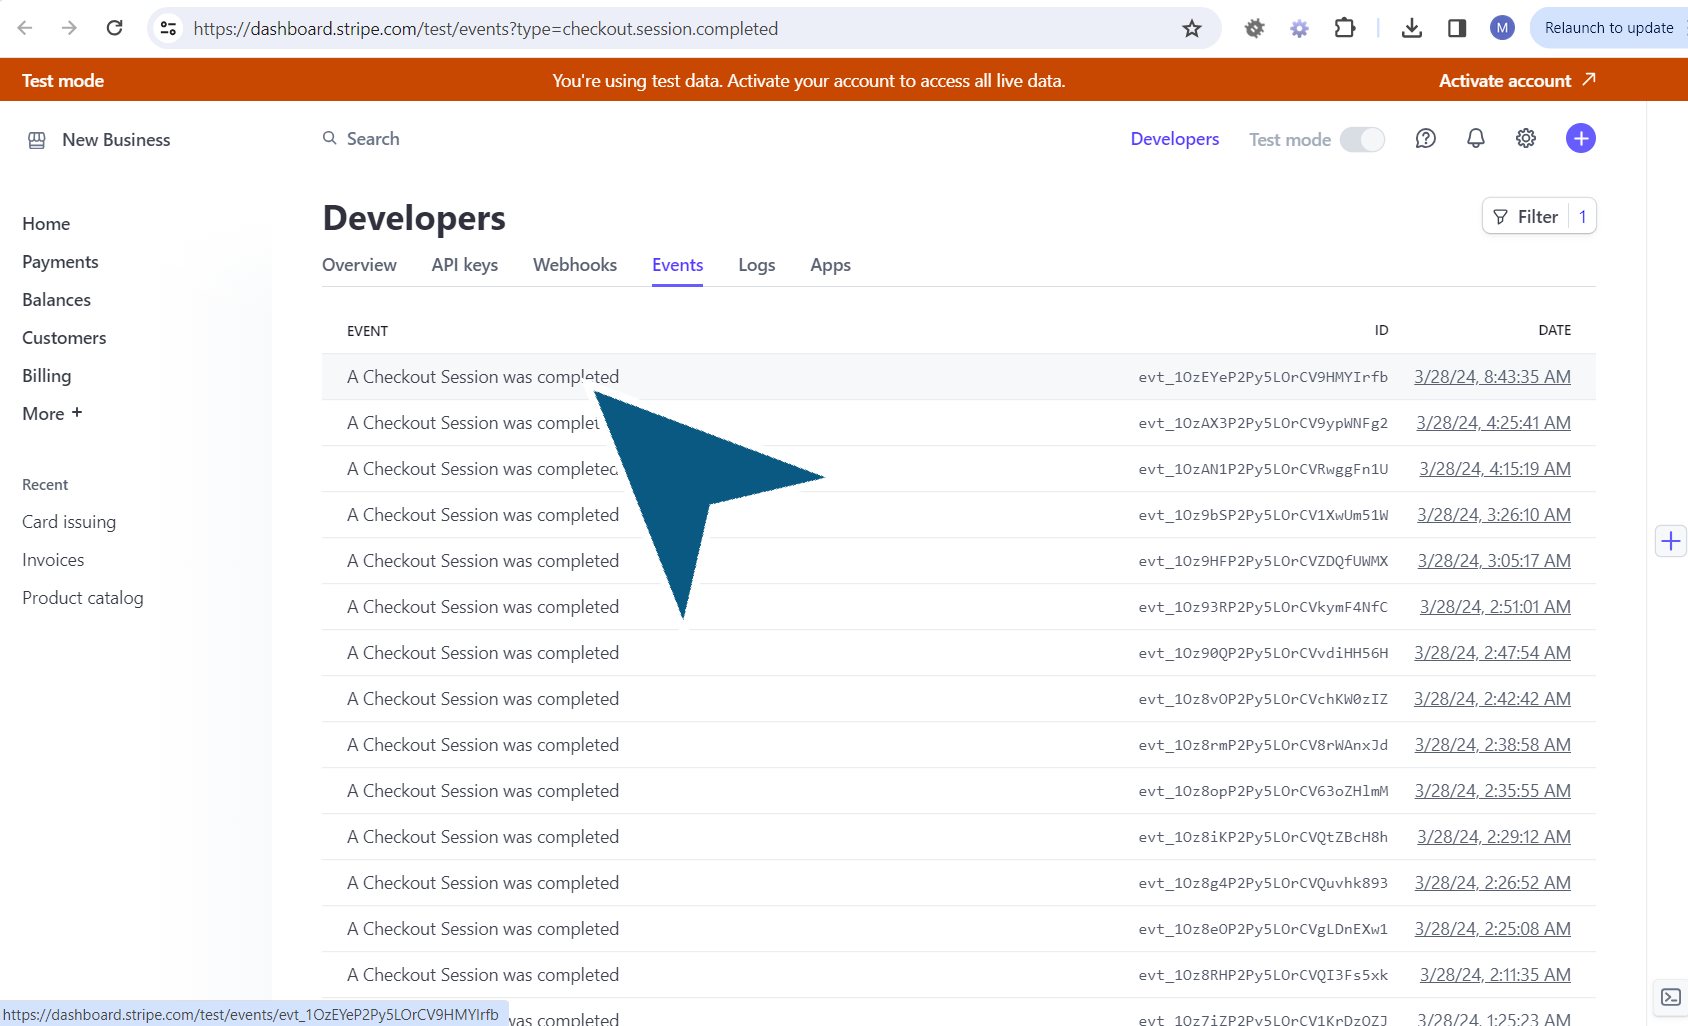 https://dashboard.stripe.com/test/events?type=checkout.session.completed
M
Relaunch to update
Test mode
You're using test data. Activate your account to access all live data.
Activate account
New Business
Search
Developers
Test mode
Home
Payments
Balances
Customers
Billing
More +
Recent
Card issuing
Invoices
Product catalog
Developers
Filter 1
Overview API keys Webhooks Events Logs Apps
EVENT ID DATE
A Checkout Session was completed evt_1OzEYeP2Py5LOrCV9HMYIrfb 3/28/24, 8:43:35 AM
A Checkout Session was complet evt_1OzAX3P2Py5LOrCV9ypWNFg2 3/28/24, 4:25:41 AM
A Checkout Session was completed evt_1OzAN1P2Py5LOrCVRwggFn1U 3/28/24, 4:15:19 AM
A Checkout Session was completed evt_1Oz9bSP2Py5LOrCV1XwUm51W 3/28/24, 3:26:10 AM
A Checkout Session was completed evt_1Oz9HFP2Py5LOrCVZDQfUWMX 3/28/24, 3:05:17 AM
A Checkout Session was completed evt_1Oz93RP2Py5LOrCVkymF4NfC 3/28/24, 2:51:01 AM
A Checkout Session was completed evt_1Oz90QP2Py5LOrCVvdiHH56H 3/28/24, 2:47:54 AM
A Checkout Session was completed evt_1Oz8vOP2Py5LOrCVchKW0zIZ 3/28/24, 2:42:42 AM
A Checkout Session was completed evt_1Oz8rmP2Py5LOrCV8rWAnxJd 3/28/24, 2:38:58 AM
A Checkout Session was completed evt_1Oz8opP2Py5LOrCV63oZHlmM 3/28/24, 2:35:55 AM
A Checkout Session was completed evt_1Oz8iKP2Py5LOrCVQtZBcH8h 3/28/24, 2:29:12 AM
A Checkout Session was completed evt_1Oz8g4P2Py5LOrCVQuvhk893 3/28/24, 2:26:52 AM
A Checkout Session was completed evt_1Oz8eOP2Py5LOrCVgLDnEXw1 3/28/24, 2:25:08 AM
A Checkout Session was completed evt_1Oz8RHP2Py5LOrCVQI3Fs5xk 3/28/24, 2:11:35 AM
was completed evt_1Oz7iZP2Py5LOrCV1KrDzOZJ 3/28/24, 1:25:23 AM
https://dashboard.stripe.com/test/events/evt_1OzEYeP2Py5LOrCV9HMYIrfb